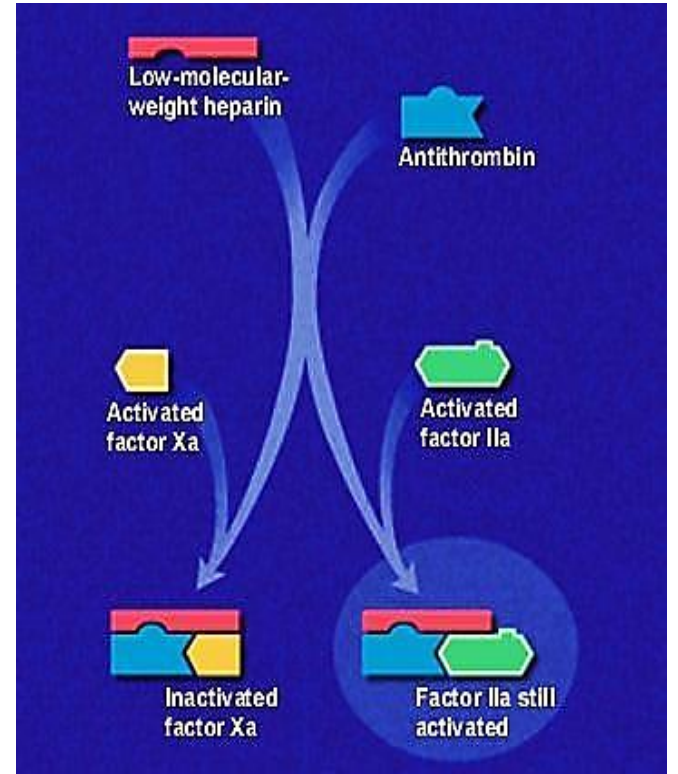 Low-molecular-
weight heparin
Antithrombin
Activated
factor Xa
Activated
factor IIa
Inactivated
factor Xa
Factor IIa still
activated